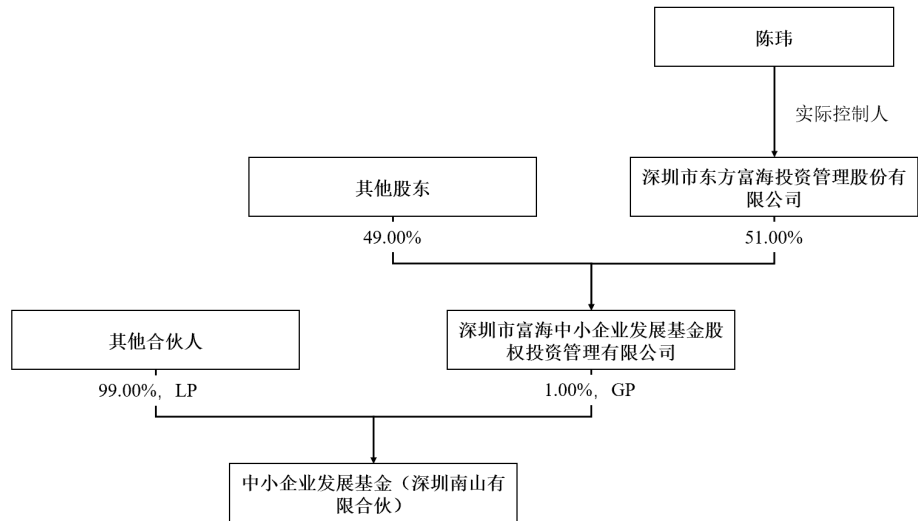 陈玮
实际控制人
其他股东
深圳市东方富海投资管理股份有
限公司
49.00%
51.00%
其他合伙人
深圳市富海中小企业发展基金股
权投资管理有限公司
99.00%，LP
1.00%，GP
中小企业发展基金（深圳南山有
限合伙）